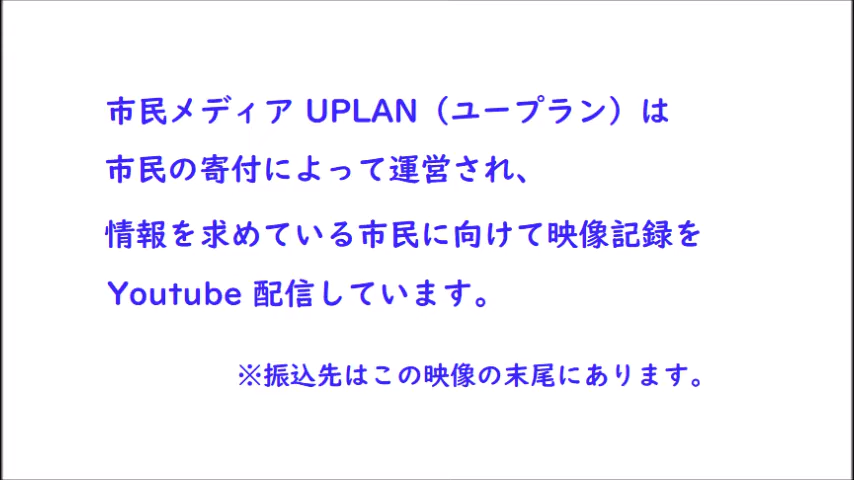 市民メディア UPLAN（ユープラン）は
市民の寄付によって運営され、
情報を求めている市民に向けて映像記録を
Youtube 配信しています。
※振込先はこの映像の末尾にあります。